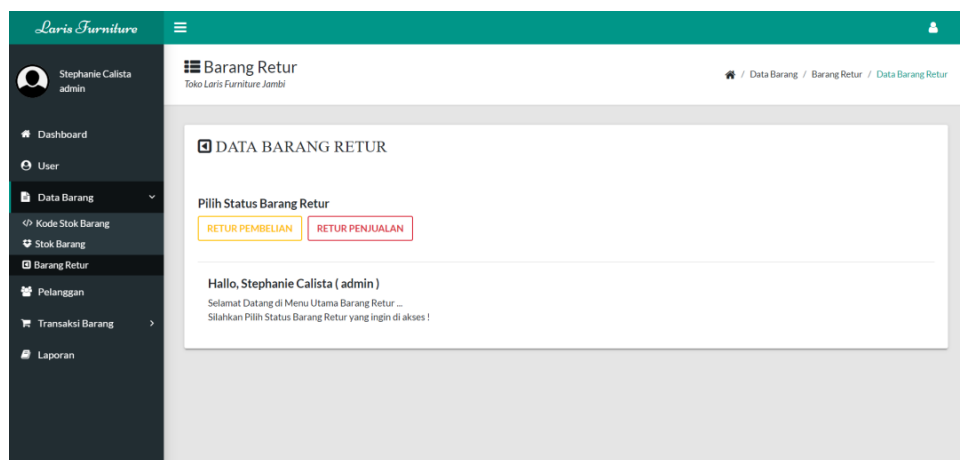 Laris Furniture
Stephanie Calista
admin
Dashboard
User
Data Barang
Kode Stok Barang
Stok Barang
Barang Retur
Pelanggan
Transaksi Barang
Laporan
Barang Retur
Toko Laris Furniture Jambi
/ Data Barang / Barang Retur / Data Barang Retur
DATA BARANG RETUR
Pilih Status Barang Retur
RETUR PEMBELIAN RETUR PENJUALAN
Hallo, Stephanie Calista ( admin )
Selamat Datang di Menu Utama Barang Retur ...
Silahkan Pilih Status Barang Retur yang ingin di akses !